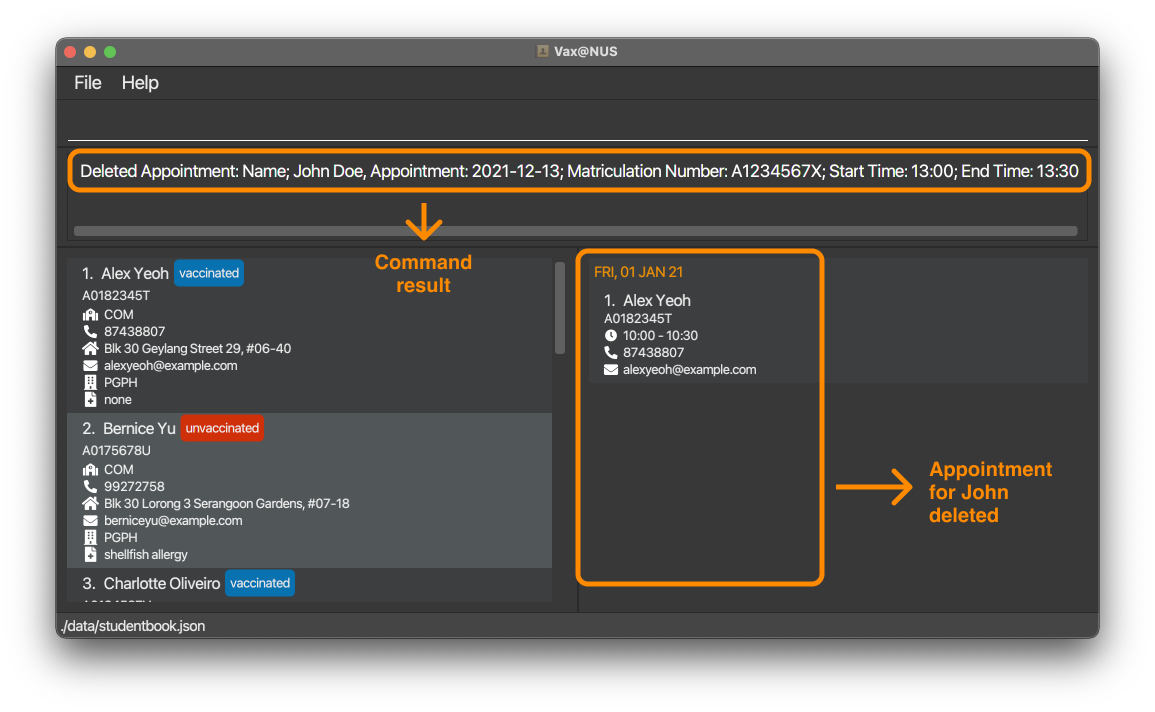 Vax@NUS
File Help
Deleted Appointment: Name; John Doe, Appointment: 2021-12-13; Matriculation Number: A1234567X; Start Time: 13:00; End Time: 13:30
Command
result
1. Alex Yeoh vaccinated
A0182345T
COM
87438807
Blk 30 Geylang Street 29, #06-40
alexyeoh@example.com
PGPH
none
2. Bernice Yu unvaccinated
A0175678U
COM
99272758
Blk 30 Lorong 3 Serangoon Gardens, #07-18
berniceyu@example.com
PGPH
shellfish allergy
3. Charlotte Oliveiro vaccinated
FRI, 01 JAN 21
1. Alex Yeoh
A0182345T
10:00 - 10:30
87438807
alexyeoh@example.com
Appointment
for John
deleted
./data/studentbook.json